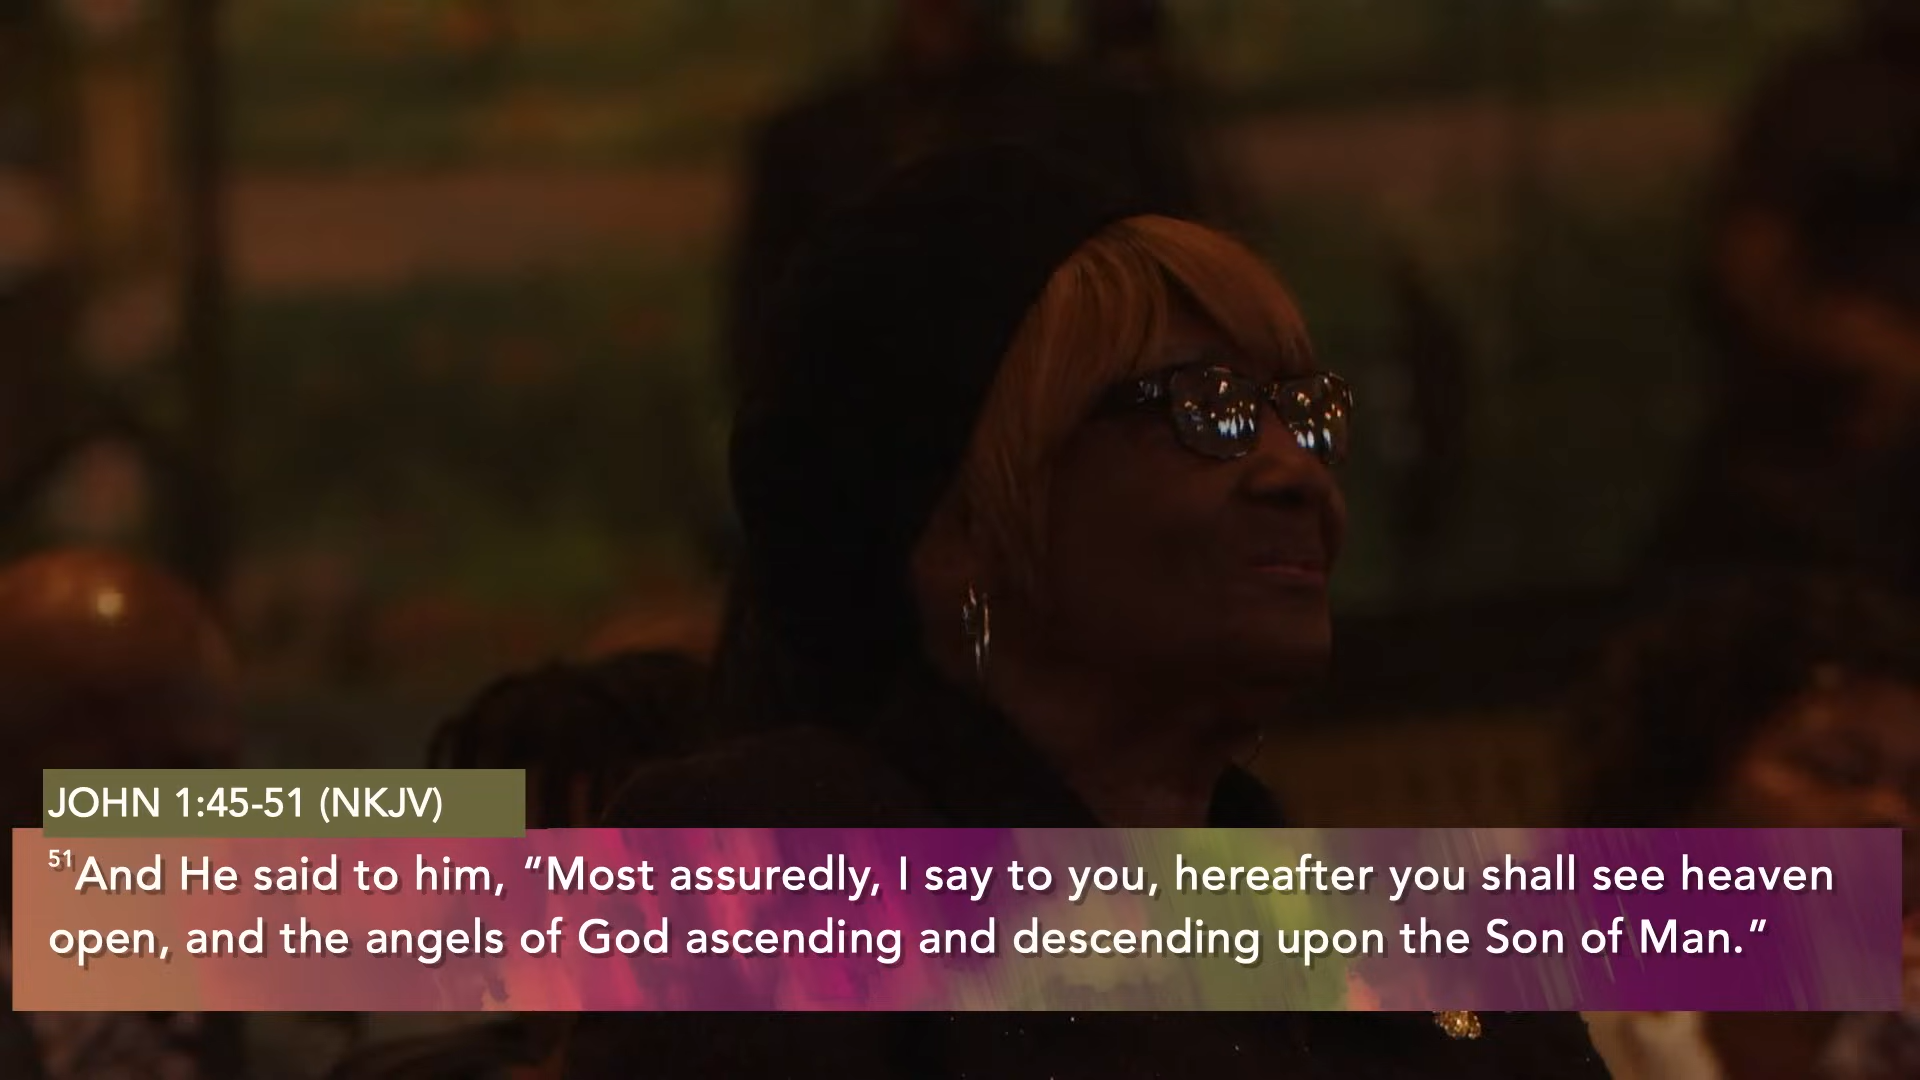 JOHN 1:45-51 (NKJV)
51And He said to him, “Most assuredly, I say to you, hereafter you shall see heaven
open, and the angels of God ascending and descending upon the Son of Man.”